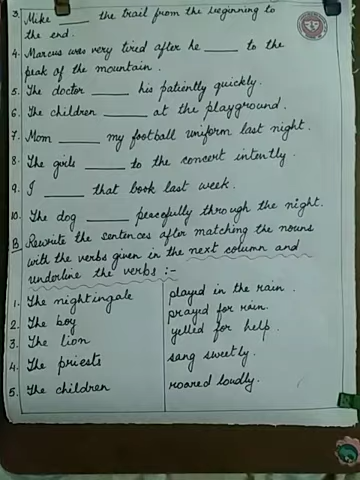 3. Mike _____ the trail from the beginning to
the end.
4. Marcus was very tired after he _____ to the
peak of the mountain.
5. The doctor _____ his patiently quickly.
6. The children _____ at the playground.
7. Mom _____ my football uniform last night.
8. The girls _____ to the concert intently.
9. I _____ that book last week.
10. The dog _____ peacefully through the night.
B Rewrite the sentences after matching the nouns
with the verbs given in the next column and
underline the verbs :-
1. The nightingale played in the rain.
2. The boy prayed for rain.
3. The lion yelled for help.
4. The priests sang sweetly.
5. The children roared loudly.